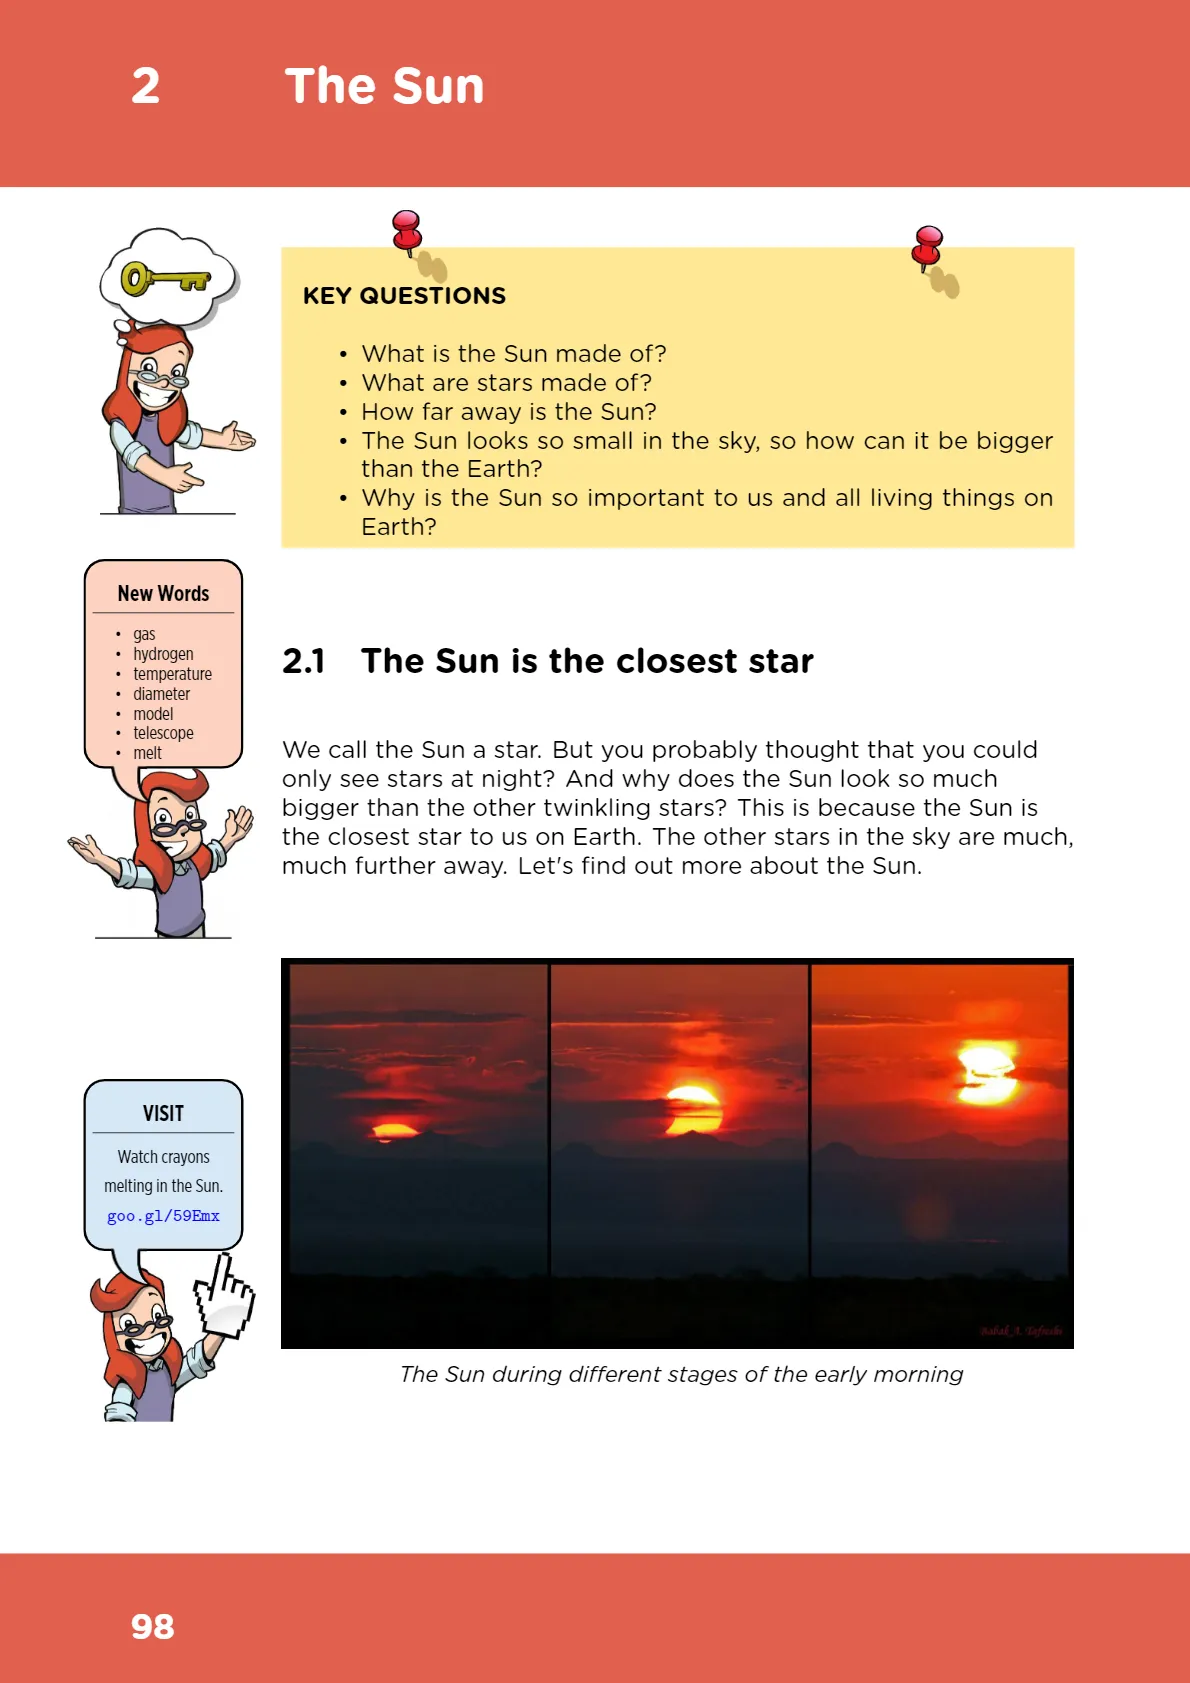 2 The Sun
KEY QUESTIONS
• What is the Sun made of?
• What are stars made of?
• How far away is the Sun?
• The Sun looks so small in the sky, so how can it be bigger
than the Earth?
• Why is the Sun so important to us and all living things on
Earth?
New Words
• gas
• hydrogen
• temperature
• diameter
• model
• telescope
• melt
2.1 The Sun is the closest star
We call the Sun a star. But you probably thought that you could
only see stars at night? And why does the Sun look so much
bigger than the other twinkling stars? This is because the Sun is
the closest star to us on Earth. The other stars in the sky are much,
much further away. Let's find out more about the Sun.
VISIT
Watch crayons
melting in the Sun.
goo.gl/59Emx
Babak A. Tafreshi
The Sun during different stages of the early morning
98